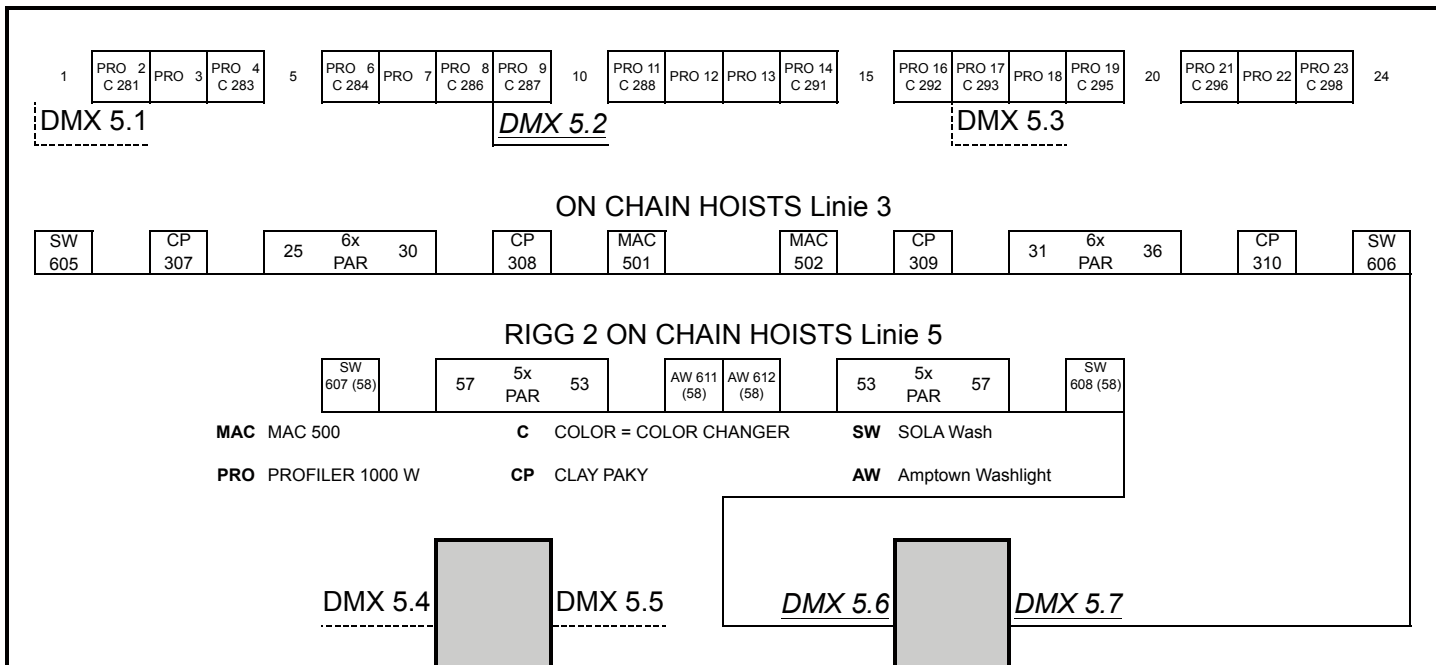 1 PRO 2 C 281 PRO 3 PRO 4 C 283 5 PRO 6 C 284 PRO 7 PRO 8 C 286 PRO 9 C 287 10 PRO 11 C 288 PRO 12 PRO 13 PRO 14 C 291 15 PRO 16 C 292 PRO 17 C 293 PRO 18 PRO 19 C 295 20 PRO 21 C 296 PRO 22 PRO 23 C 298 24
DMX 5.1 DMX 5.2 DMX 5.3
ON CHAIN HOISTS Linie 3
SW 605 CP 307 25 6x PAR 30 CP 308 MAC 501 MAC 502 CP 309 31 6x PAR 36 CP 310 SW 606
RIGG 2 ON CHAIN HOISTS Linie 5
SW 607 (58) 57 5x PAR 53 AW 611 (58) AW 612 (58) 53 5x PAR 57 SW 608 (58)
MAC MAC 500 C COLOR = COLOR CHANGER SW SOLA Wash
PRO PROFILER 1000 W CP CLAY PAKY AW Amptown Washlight
DMX 5.4 DMX 5.5 DMX 5.6 DMX 5.7